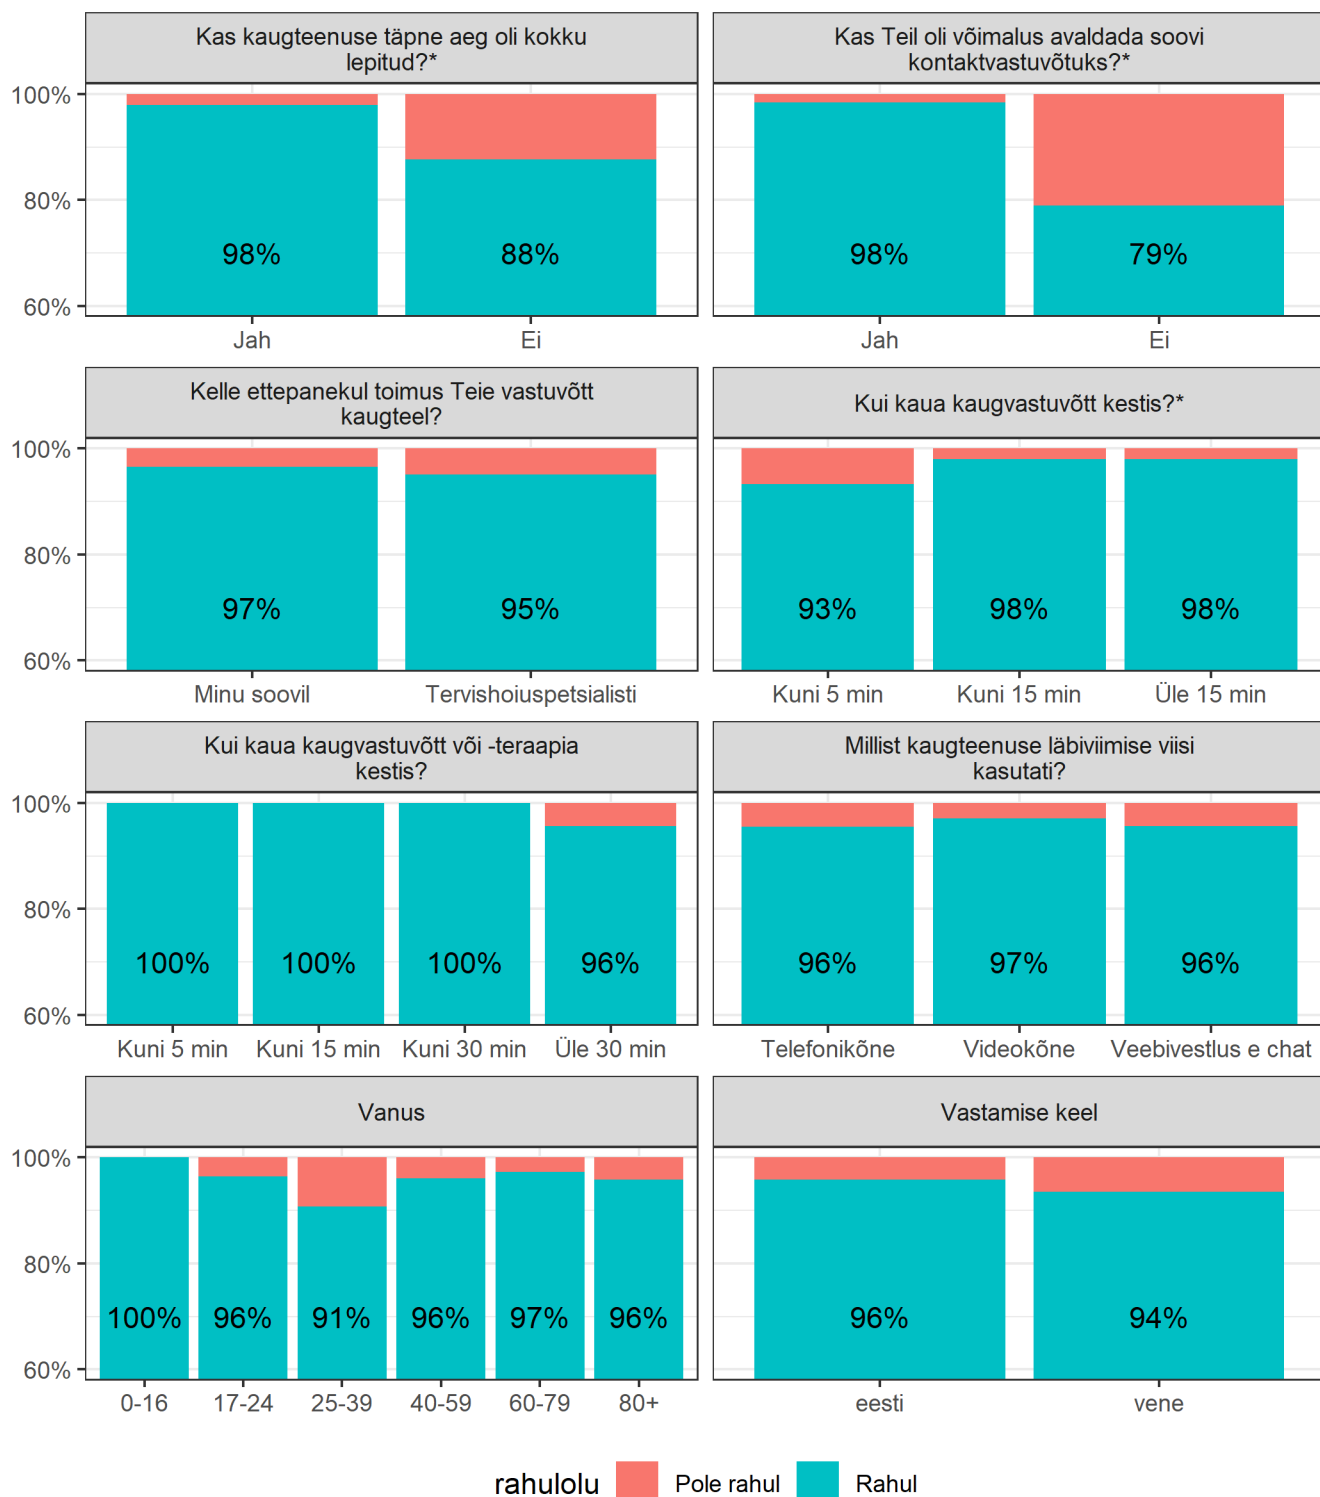 Kas kaugteenuse täpne aeg oli kokku
lepitud?*
Kas Teil oli võimalus avaldada soovi
kontaktvastuvõtuks?*
100%
80%
60%
98%
88%
98%
79%
Jah
Ei
Jah
Ei
Kelle ettepanekul toimus Teie vastuvõtt
kaugteel?
Kui kaua kaugvastuvõtt kestis?*
100%
80%
60%
97%
95%
93%
98%
98%
Minu soovil
Tervishoiuspetsialisti
Kuni 5 min
Kuni 15 min
Üle 15 min
Kui kaua kaugvastuvõtt või -teraapia
kestis?
Millist kaugteenuse läbiviimise viisi
kasutati?
100%
80%
60%
100%
100%
100%
96%
96%
97%
96%
Kuni 5 min
Kuni 15 min
Kuni 30 min
Üle 30 min
Telefonikõne
Videokõne
Veebivestlus e chat
Vanus
Vastamise keel
100%
80%
60%
100%
96%
91%
96%
97%
96%
96%
94%
0-16
17-24
25-39
40-59
60-79
80+
eesti
vene
rahulolu
Pole rahul
Rahul